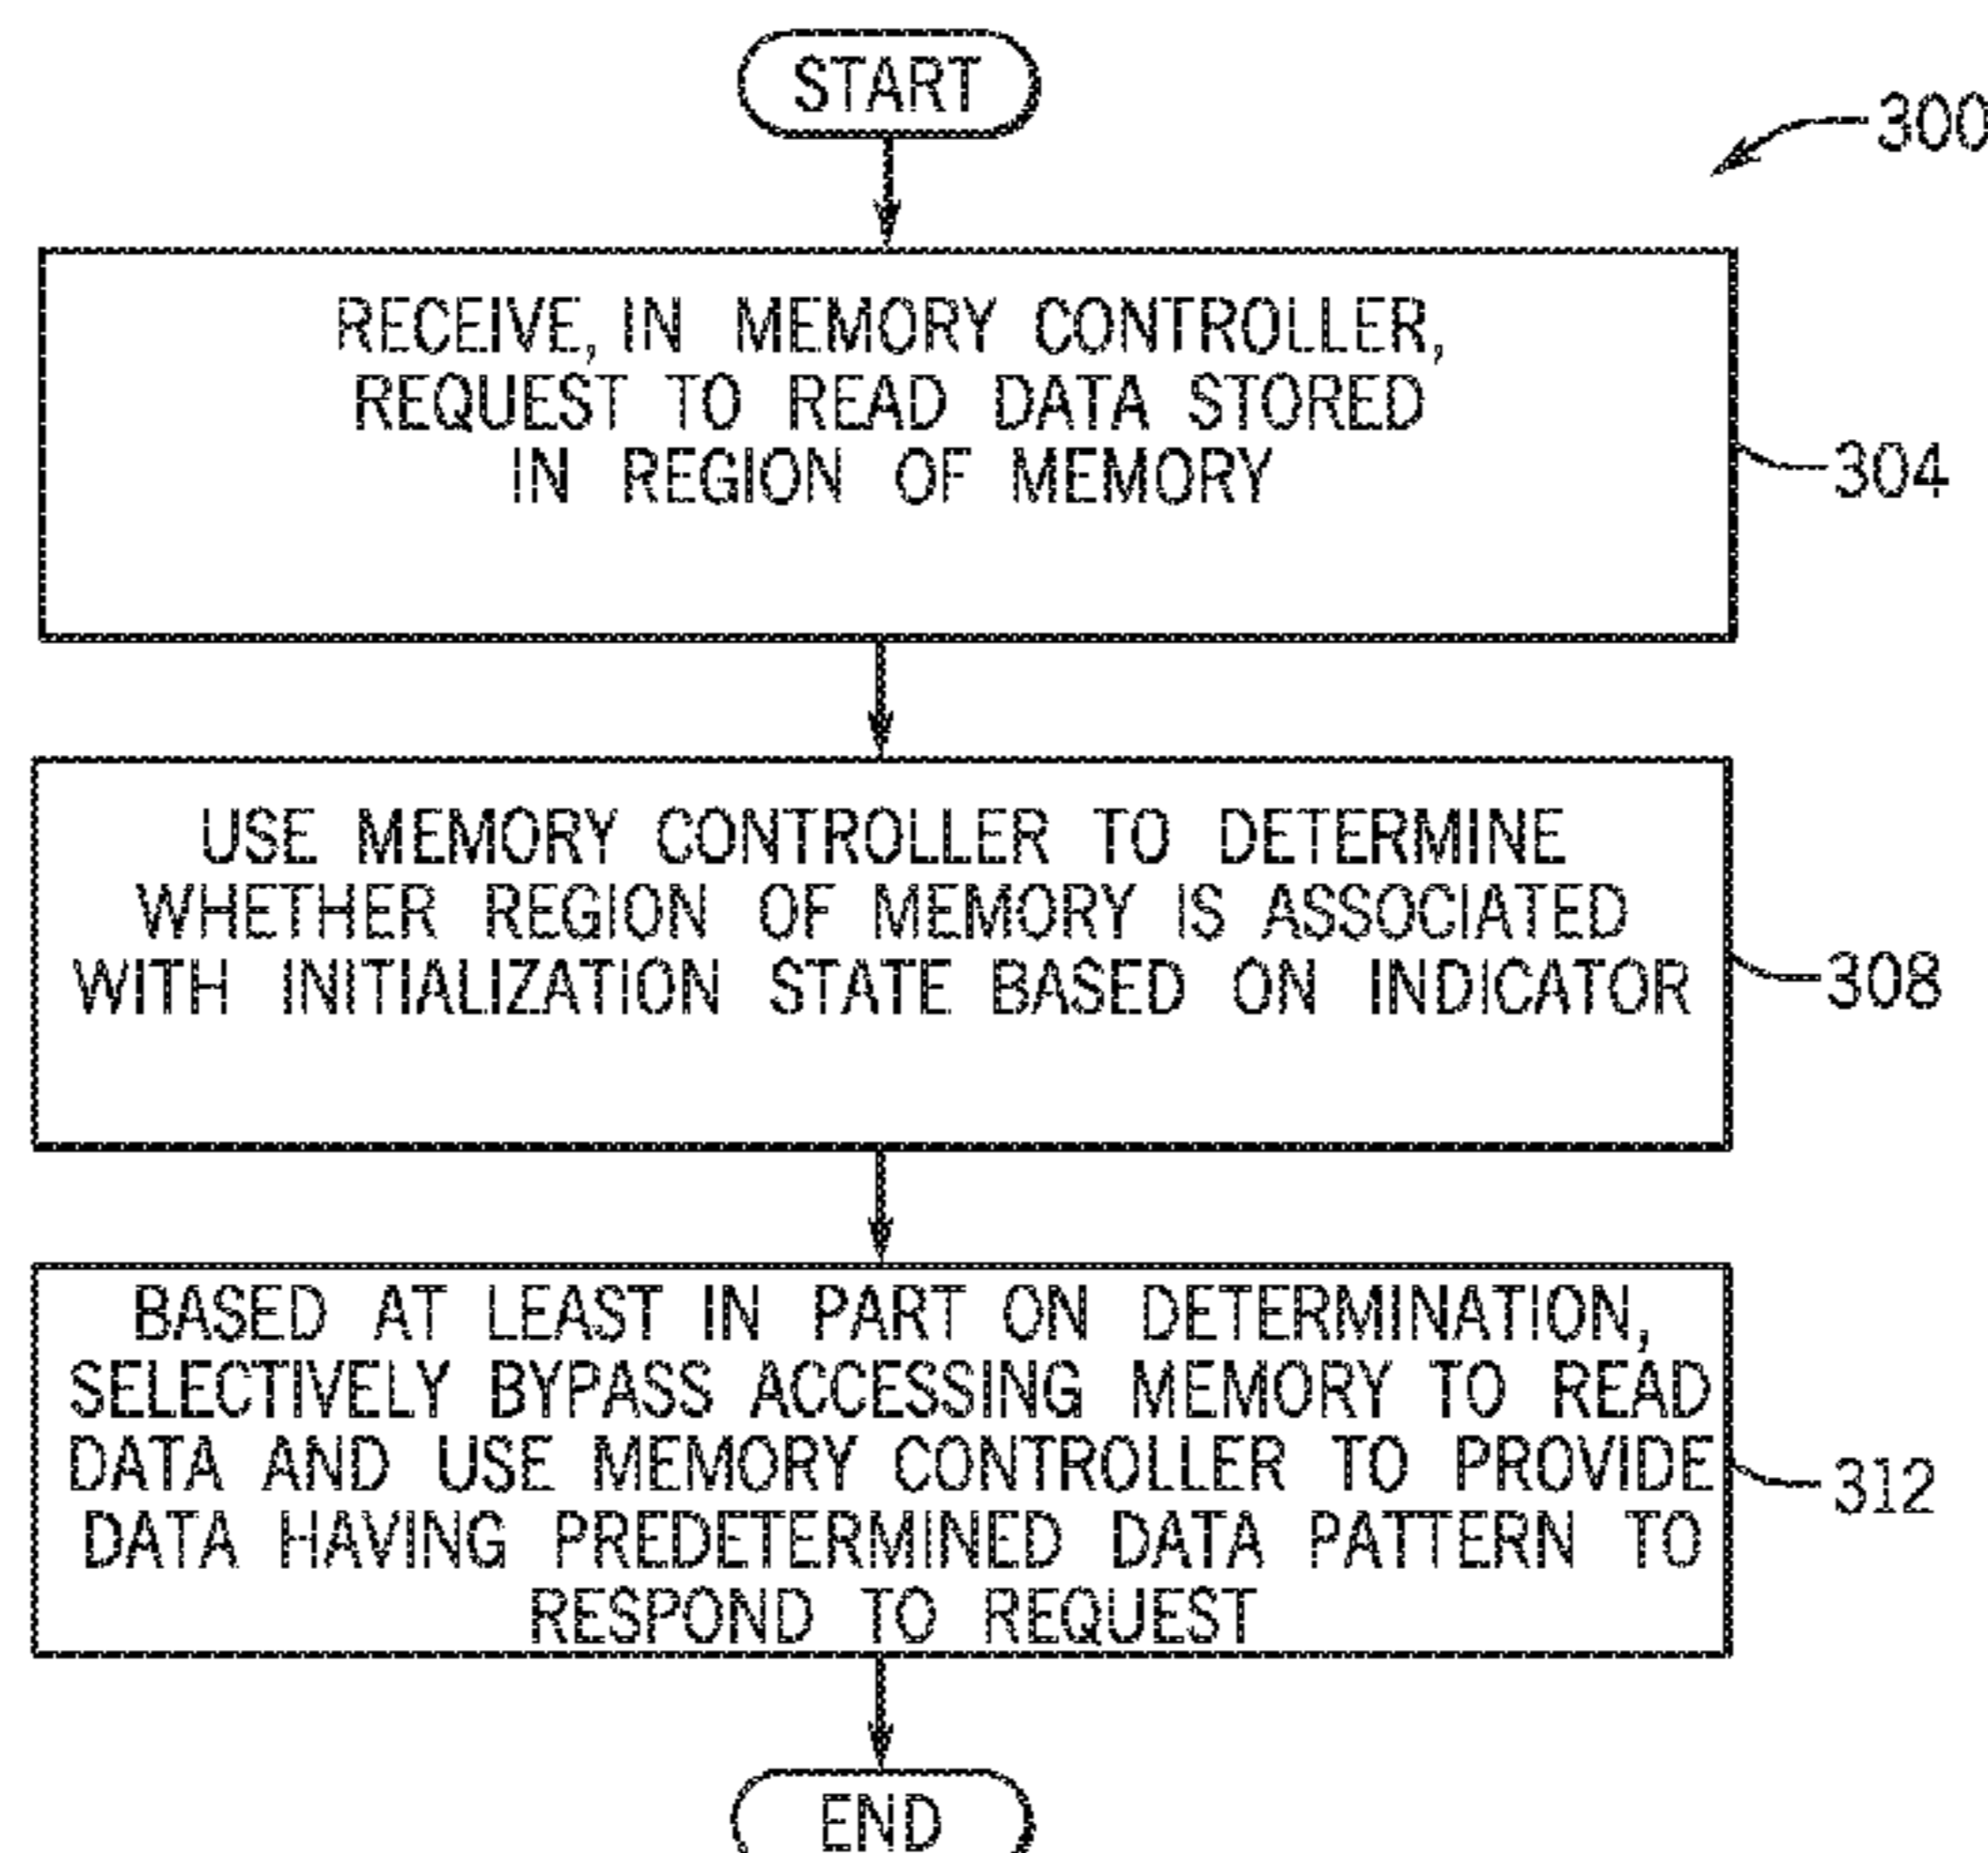 START
300
RECEIVE, IN MEMORY CONTROLLER,
REQUEST TO READ DATA STORED
IN REGION OF MEMORY
304
USE MEMORY CONTROLLER TO DETERMINE
WHETHER REGION OF MEMORY IS ASSOCIATED
WITH INITIALIZATION STATE BASED ON INDICATOR
308
BASED AT LEAST IN PART ON DETERMINATION,
SELECTIVELY BYPASS ACCESSING MEMORY TO READ
DATA AND USE MEMORY CONTROLLER TO PROVIDE
DATA HAVING PREDETERMINED DATA PATTERN TO
RESPOND TO REQUEST
312
END